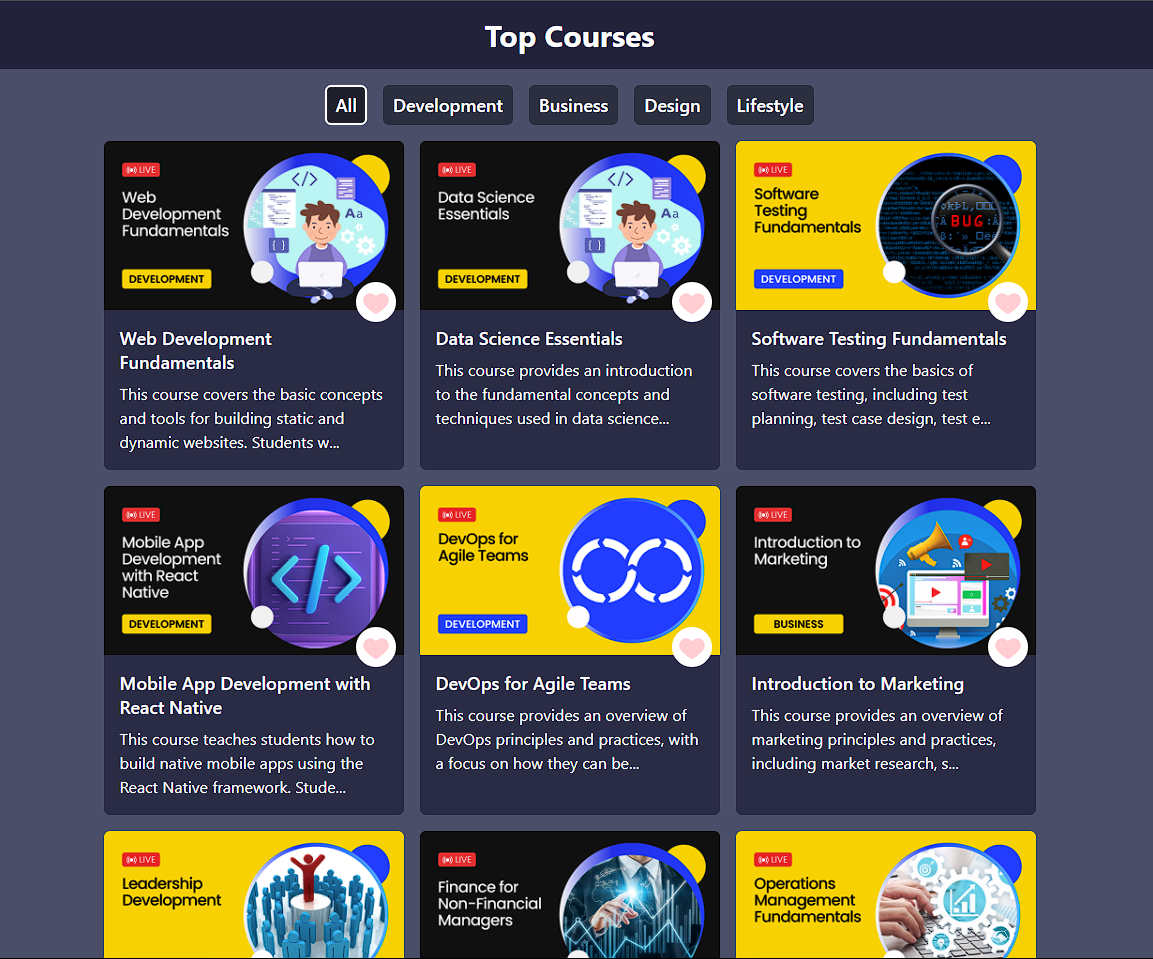 Top Courses
All Development Business Design Lifestyle
LIVE
Web
Development
Fundamentals
DEVELOPMENT
Aa
LIVE
Data Science
Essentials
DEVELOPMENT
Aa
LIVE
Software
Testing
Fundamentals
DEVELOPMENT
BUG
Web Development
Fundamentals
This course covers the basic concepts
and tools for building static and
dynamic websites. Students w...
Data Science Essentials
This course provides an introduction
to the fundamental concepts and
techniques used in data science...
Software Testing Fundamentals
This course covers the basics of
software testing, including test
planning, test case design, test e...
LIVE
Mobile App
Development
with React
Native
DEVELOPMENT
LIVE
DevOps for
Agile Teams
DEVELOPMENT
LIVE
Introduction to
Marketing
BUSINESS
Mobile App Development with
React Native
This course teaches students how to
build native mobile apps using the
React Native framework. Stude...
DevOps for Agile Teams
This course provides an overview of
DevOps principles and practices, with
a focus on how they can be...
Introduction to Marketing
This course provides an overview of
marketing principles and practices,
including market research, s...
LIVE
Leadership
Development
LIVE
Finance for
Non-Financial
Managers
LIVE
Operations
Management
Fundamentals